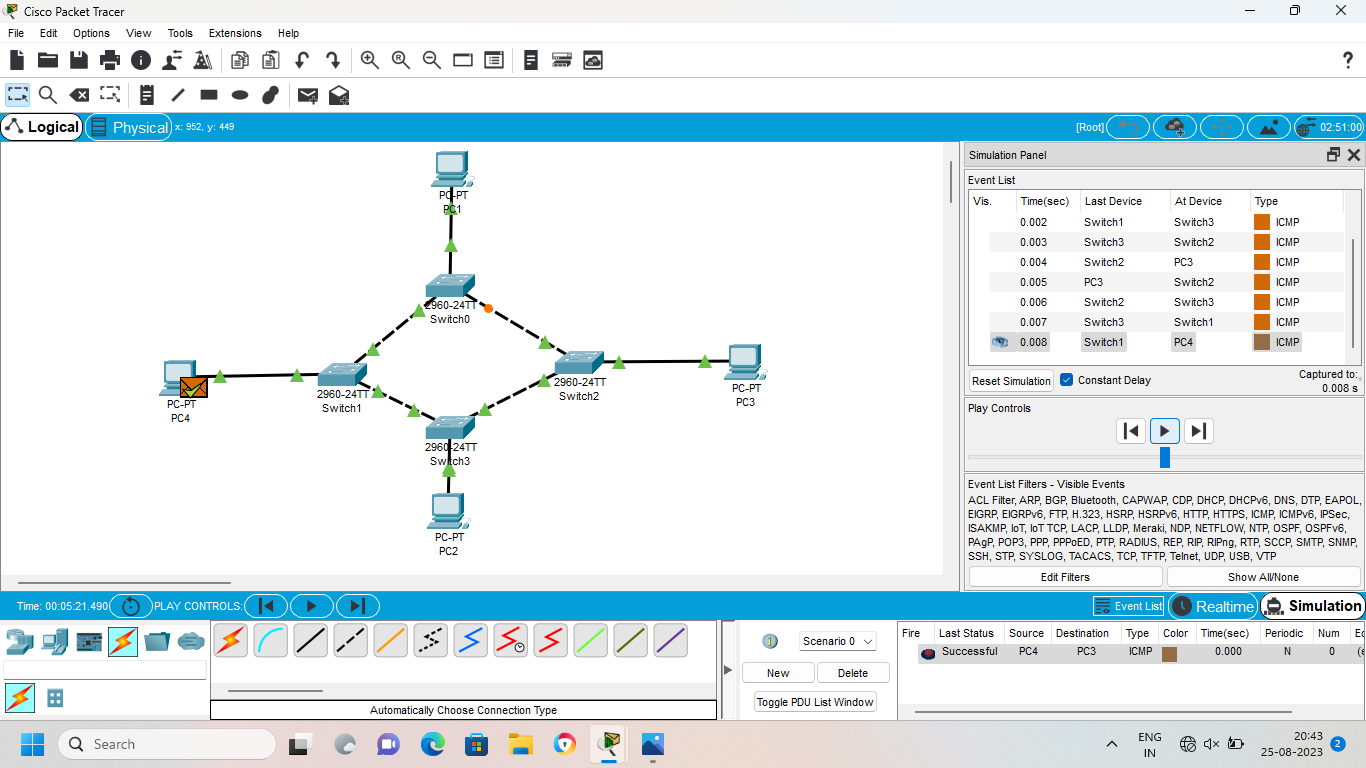 Cisco Packet Tracer
File Edit Options View Tools Extensions Help
Logical Physical x: 952, y: 449 [Root] 02:51:00
PC-PT
PC1
2960-24TT
Switch0
2960-24TT
Switch1
2960-24TT
Switch2
2960-24TT
Switch3
PC-PT
PC4
PC-PT
PC3
PC-PT
PC2
Simulation Panel
Event List
Vis. Time(sec) Last Device At Device Type
0.002 Switch1 Switch3 ICMP
0.003 Switch3 Switch2 ICMP
0.004 Switch2 PC3 ICMP
0.005 PC3 Switch2 ICMP
0.006 Switch2 Switch3 ICMP
0.007 Switch3 Switch1 ICMP
0.008 Switch1 PC4 ICMP
Reset Simulation Constant Delay Captured to:
0.008 s
Play Controls
Event List Filters - Visible Events
ACL Filter, ARP, BGP, Bluetooth, CAPWAP, CDP, DHCP, DHCPv6, DNS, DTP, EAPOL,
EIGRP, EIGRPv6, FTP, H.323, HSRP, HSRPv6, HTTP, HTTPS, ICMP, ICMPv6, IPSec,
ISAKMP, IoT, IoT TCP, LACP, LLDP, Meraki, NDP, NETFLOW, NTP, OSPF, OSPFv6,
PAgP, POP3, PPP, PPPoED, PTP, RADIUS, REP, RIP, RIPng, RTP, SCCP, SMTP, SNMP,
SSH, STP, SYSLOG, TACACS, TCP, TFTP, Telnet, UDP, USB, VTP
Edit Filters Show All/None
Time: 00:05:21.490 PLAY CONTROLS: Event List Realtime Simulation
Automatically Choose Connection Type
Scenario 0
New Delete
Toggle PDU List Window
Fire Last Status Source Destination Type Color Time(sec) Periodic Num Ec
Successful PC4 PC3 ICMP 0.000 N 0 (e
Search
ENG
IN
20:43
25-08-2023
2